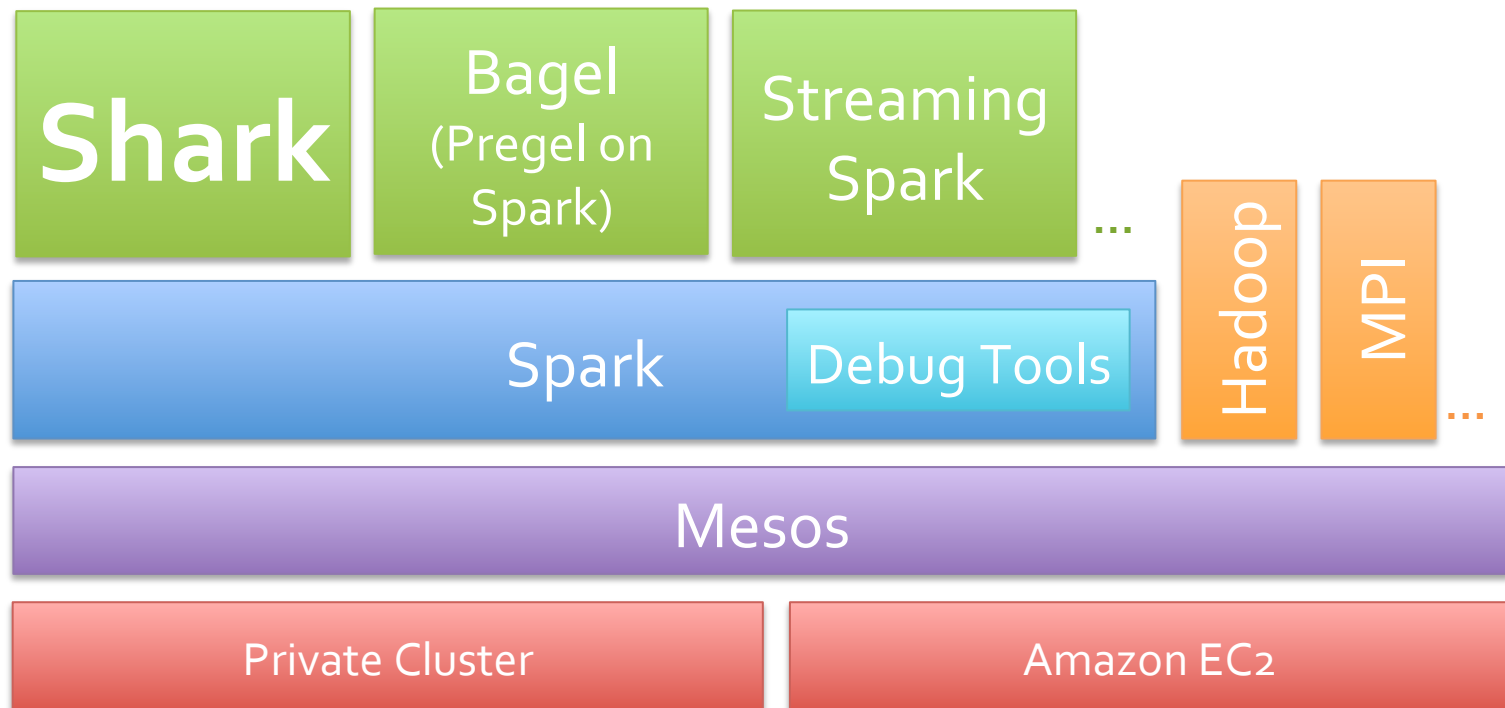 Shark
Bagel
(Pregel on
Spark)
Streaming
Spark
...
Hadoop
MPI
...
Spark
Debug Tools
Mesos
Private Cluster
Amazon EC2